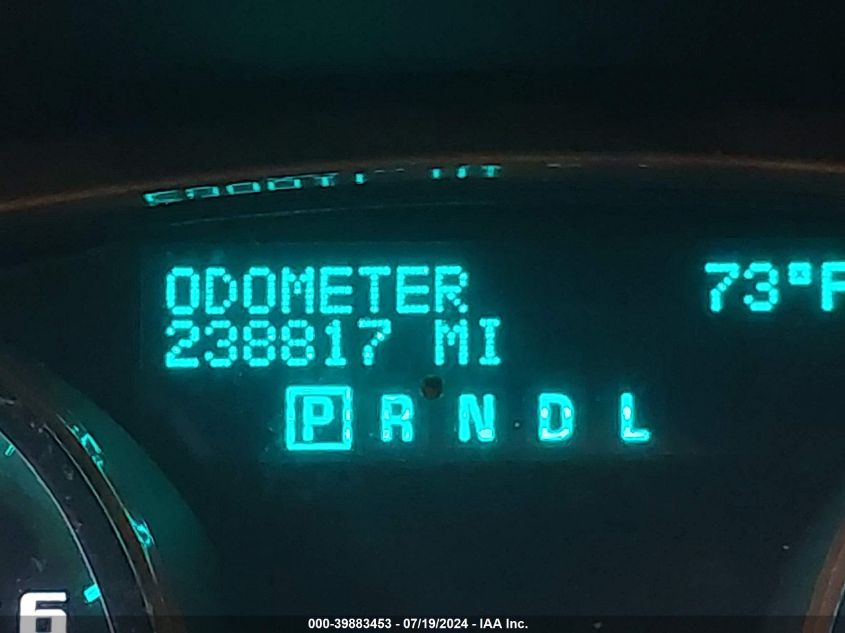 ODOMETER
73°F
238817 MI
P R N D L
6
000-39883453 - 07/19/2024 - IAA Inc.